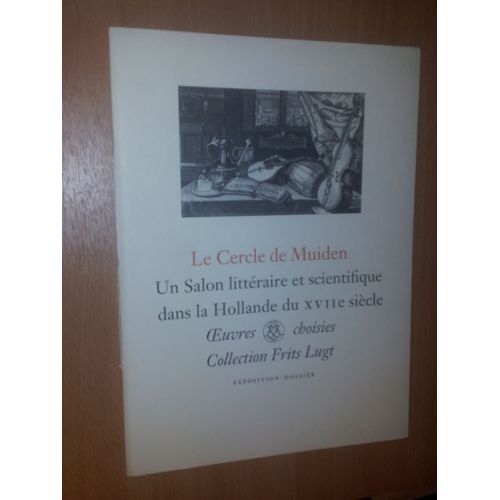 Le Cercle de Muiden
Un Salon littéraire et scientifique
dans la Hollande du XVIIe siècle
Œuvres choisies
Collection Frits Lugt
EXPOSITION-DOSSIER